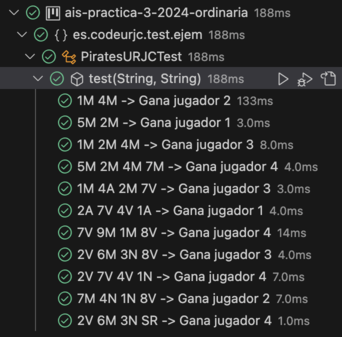 ais-practica-3-2024-ordinaria 188ms
{ } es.codeurjc.test.ejem 188ms
PiratesURJCTest 188ms
test(String, String) 188ms
1M 4M -> Gana jugador 2 133ms
5M 2M -> Gana jugador 1 3.0ms
1M 2M 4M -> Gana jugador 3 8.0ms
5M 2M 4M 7M -> Gana jugador 4 4.0ms
1M 4A 2M 7V -> Gana jugador 3 3.0ms
2A 7V 4V 1A -> Gana jugador 1 4.0ms
7V 9M 1M 8V -> Gana jugador 4 14ms
2V 6M 3N 8V -> Gana jugador 3 4.0ms
2V 7V 4V 1N -> Gana jugador 4 7.0ms
7M 4N 1N 8V -> Gana jugador 2 7.0ms
2V 6M 3N SR -> Gana jugador 4 1.0ms